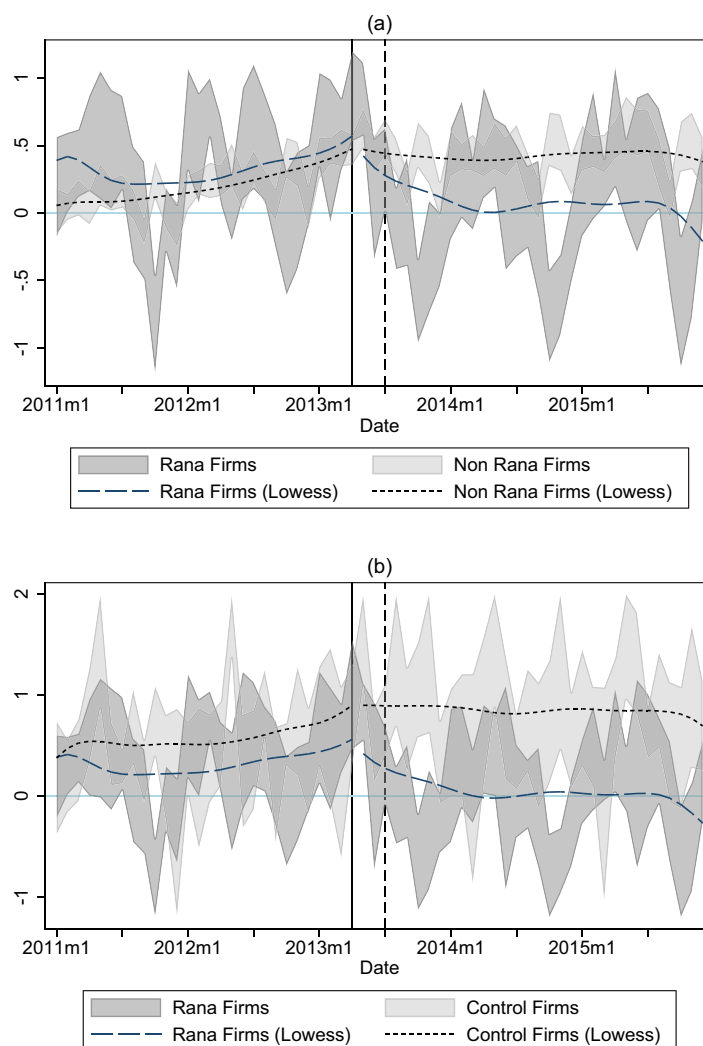 (a)
1
.5
0
-.5
-1
2011m1 2012m1 2013m1 2014m1 2015m1
Date
Rana Firms Non Rana Firms
Rana Firms (Lowess) Non Rana Firms (Lowess)
(b)
2
1
0
-1
2011m1 2012m1 2013m1 2014m1 2015m1
Date
Rana Firms Control Firms
Rana Firms (Lowess) Control Firms (Lowess)